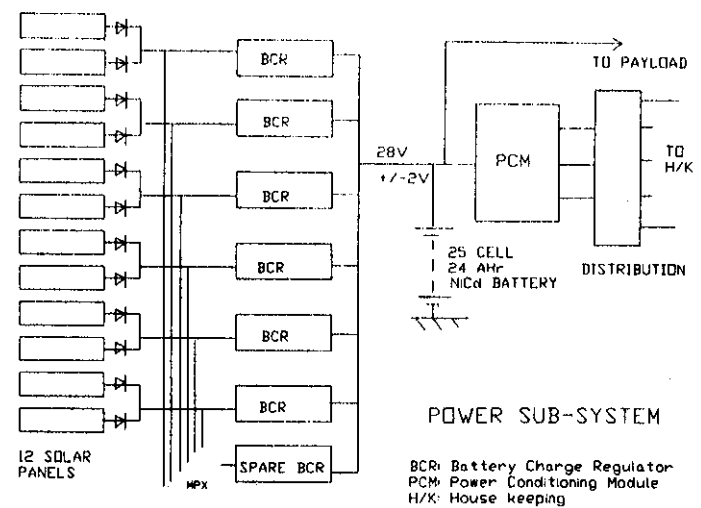 BCR
BCR
BCR
BCR
BCR
BCR
SPARE BCR
MPX
12 SOLAR
PANELS
28V
+/-2V
25 CELL
24 AHr
NiCd BATTERY
PCM
TO PAYLOAD
TO
H/K
DISTRIBUTION
POWER SUB-SYSTEM
BCR: Battery Charge Regulator
PCM: Power Conditioning Module
H/K: House keeping